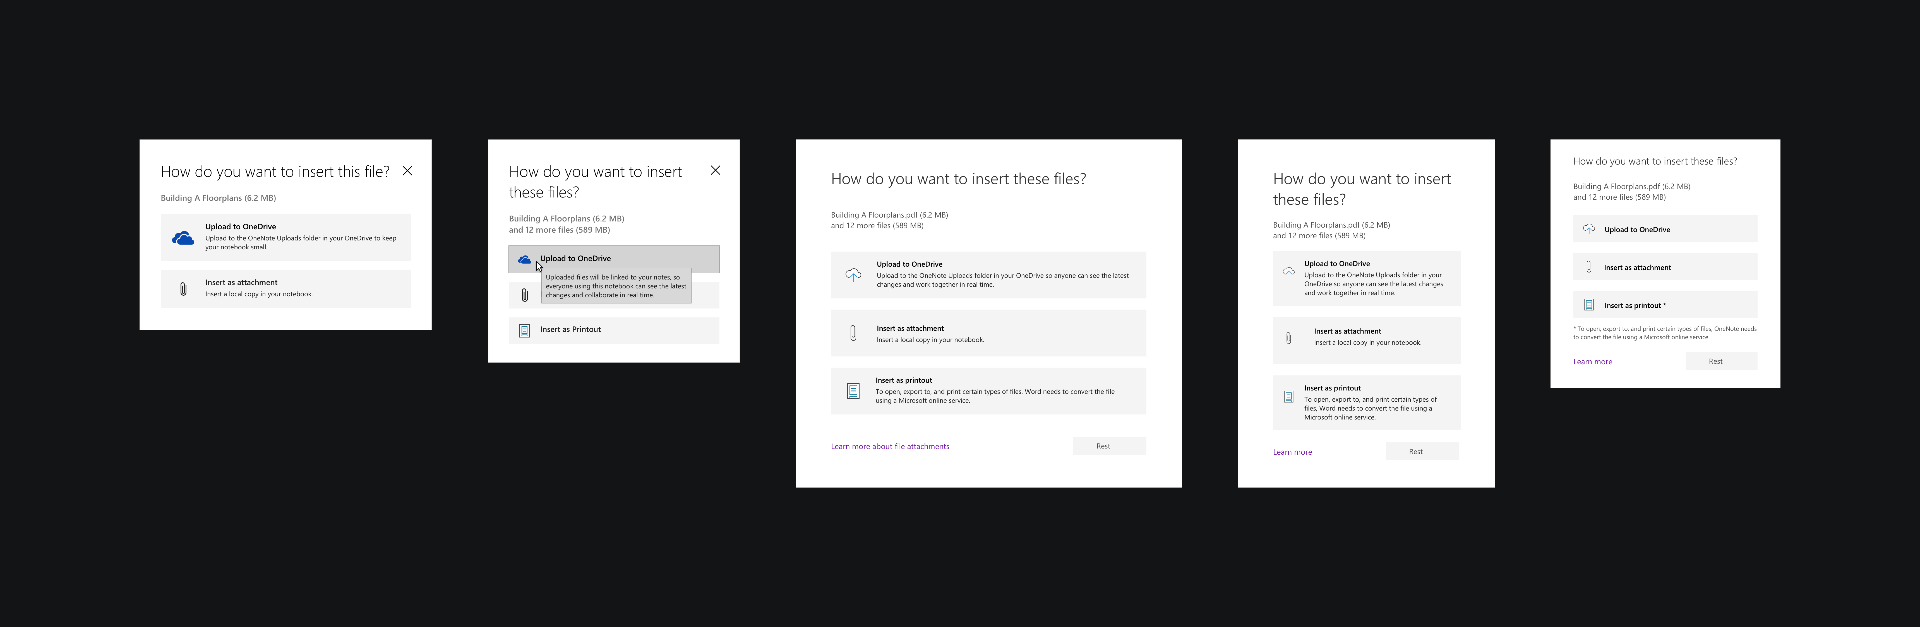 How do you want to insert this file?
Building A Floorplans (6.2 MB)
Upload to OneDrive
Upload to the OneNote Uploads folder in your OneDrive to keep
your notebook small.
Insert as attachment
Insert a local copy in your notebook
How do you want to insert
these files?
Building A Floorplans (6.2 MB)
and 12 more files (589 MB)
Upload to OneDrive
Uploaded files will be linked to your notes, so
everyone using this notebook can see the latest
changes and collaborate in real time.
Insert as Printout
How do you want to insert these files?
Building A Floorplans.pdf (6.2 MB)
and 12 more files (589 MB)
Upload to OneDrive
Upload to the OneNote Uploads folder in your OneDrive so anyone can see the latest
changes and work together in real time.
Insert as attachment
Insert a local copy in your notebook.
Insert as printout
To open, export to, and print certain types of files, Word needs to convert the file
using a Microsoft online service.
Learn more about file attachments
Rest
How do you want to insert
these files?
Building A Floorplans.pdf (6.2 MB)
and 12 more files (589 MB)
Upload to OneDrive
Upload to the OneNote Uploads folder in your
OneDrive so anyone can see the latest changes
and work together in real time.
Insert as attachment
Insert a local copy in your notebook.
Insert as printout
To open, export to, and print certain types of
files, Word needs to convert the file using a
Microsoft online service.
Learn more
Rest
How do you want to insert these files?
Building A Floorplans.pdf (6.2 MB)
and 12 more files (589 MB)
Upload to OneDrive
Insert as attachment
Insert as printout *
* To open, export to, and print certain types of files, OneNote needs
to convert the file using a Microsoft online service.
Learn more
Rest